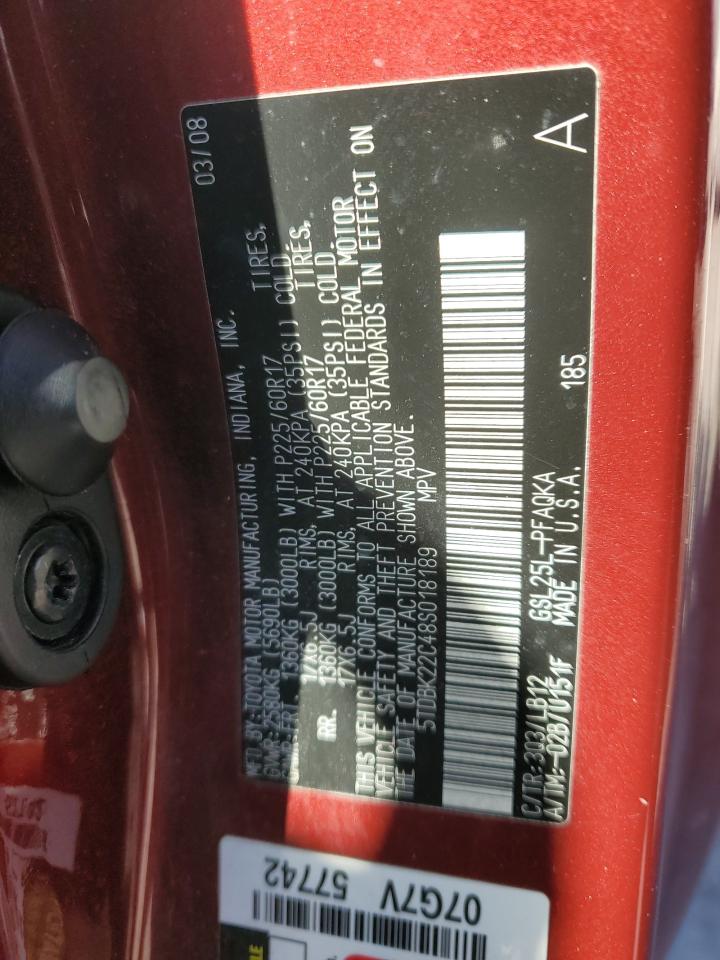 MFD.BY:TOYOTA MOTOR MANUFACTURING, INDIANA, INC. 03/08
GVWR:2580KG (5690LB)
GAWR:FRT. 1360KG (3000LB) WITH P225/60R17 TIRES,
17X6.5J RIMS, AT 240KPA (35PSI) COLD.
RR. 1360KG (3000LB) WITH P225/60R17 TIRES,
17X6.5J RIMS, AT 240KPA (35PSI) COLD.
THIS VEHICLE CONFORMS TO ALL APPLICABLE FEDERAL MOTOR
VEHICLE SAFETY AND THEFT PREVENTION STANDARDS IN EFFECT ON
THE DATE OF MANUFACTURE SHOWN ABOVE.
5TDBK22C48S018189 MPV
C/TR:3Q3/LB12 GSL25L-PFAQKA 185 A
A/TM:-02B/U151F MADE IN U.S.A.
57742
07G7V